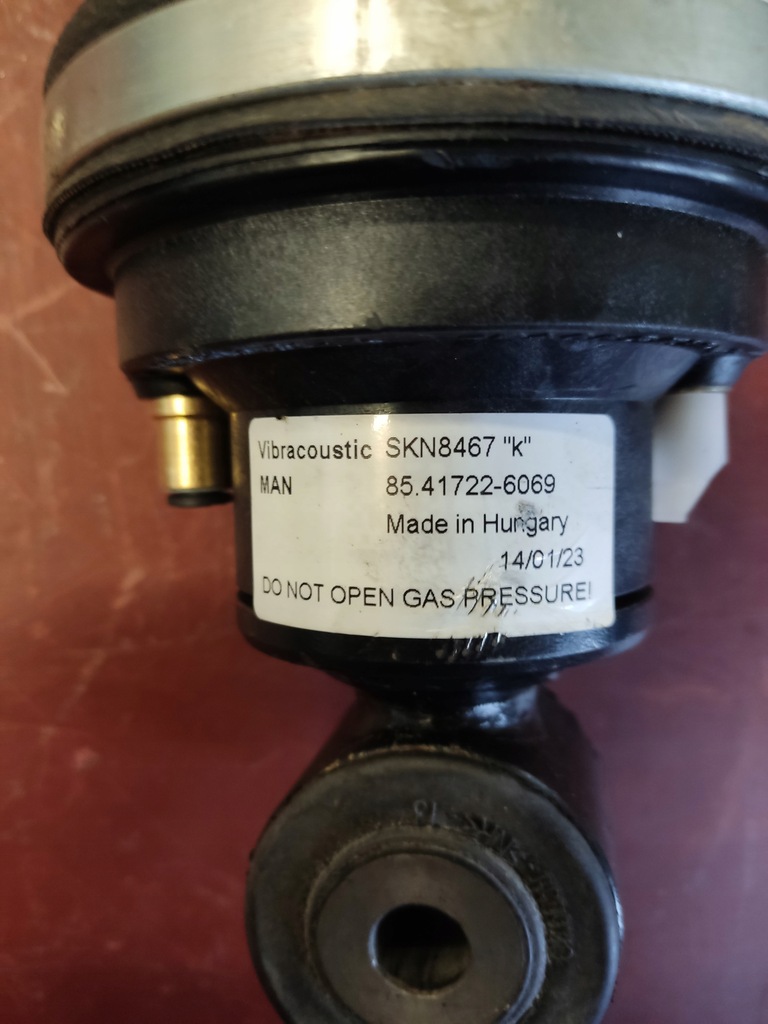 Vibracoustic SKN8467 "k"
MAN 85.41722-6069
Made in Hungary
14/01/23
DO NOT OPEN GAS PRESSURE!